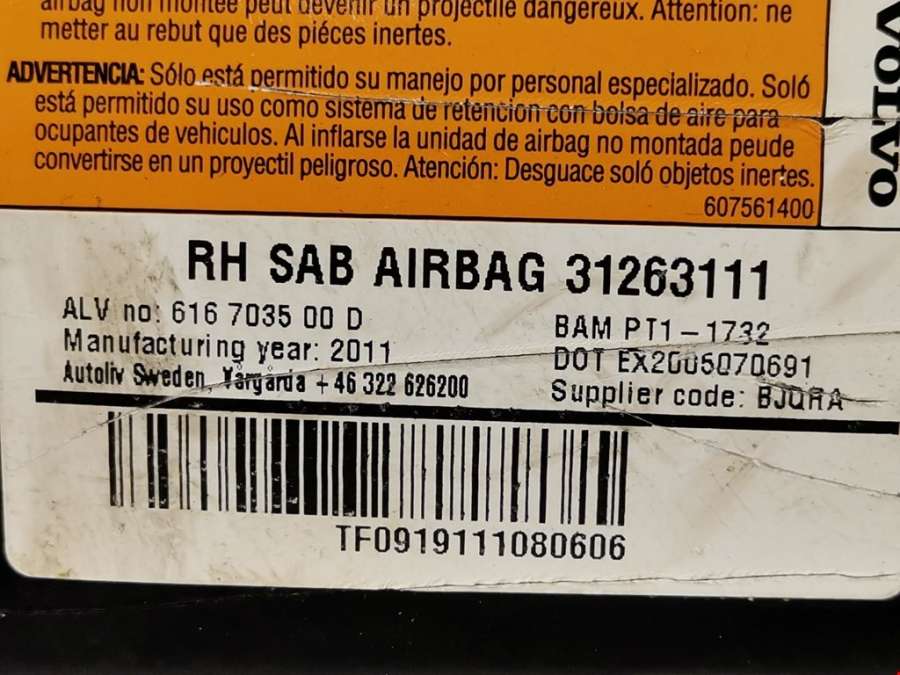 airbag non montée peut devenir un projectile dangereux. Attention: ne
metter au rebut que des piéces inertes.
ADVERTENCIA: Sólo está permitido su manejo por personal especializado. Soló
está permitido su uso como sistema de retencion con bolsa de aire para
ocupantes de vehiculos. Al inflarse la unidad de airbag no montada peude
convertirse en un proyectil peligroso. Atención: Desguace soló objetos inertes.
607561400
VOLVO
RH SAB AIRBAG 31263111
ALV no: 616 7035 00 D
Manufacturing year: 2011
Autoliv Sweden, Vårgårda +46 322 626200
BAM PT1-1732
DOT EX2005070691
Supplier code: BJQRA
TF0919111080606